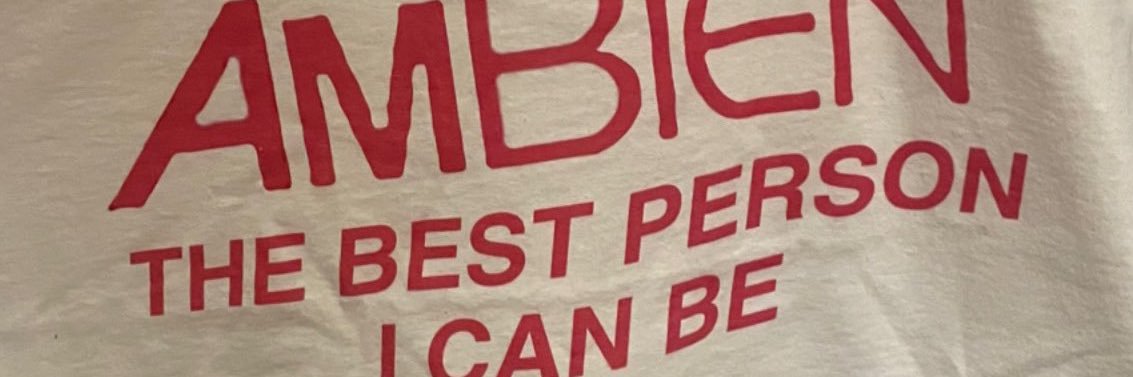 AMBIEN
THE BEST PERSON
I CAN BE